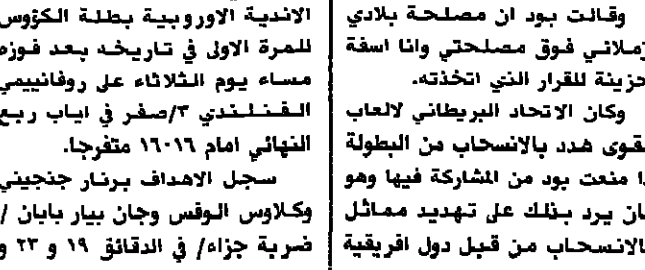 وقالت بود ان مصلحة بلادي
زملائي فوق مصلحتي وانا اسفة
حزينة للقرار الذي اتخذته.
وكان الاتحاد البريطاني لالعاب
لقوى هدد بالانسحاب من البطولة
ذا منعت بود من المشاركة فيها وهو
ان يرد بذلك على تهديد مماثل
الانسحاب من قبل دول افريقية
الاندية الاوروبية بطلة الكؤوس
للمرة الاولى في تاريخه بعد فوزه
مساء يوم الثلاثاء على روفانييمي
الفنلندي ٣/صفر في اياب ربع
النهائي امام ١٦٠١٦ متفرجا.
سجل الاهداف برنار جنجيني
وكلاوس الوفس وجان بيار بابان /
ضربة جزاء/ في الدقائق ١٩ و ٢٣ و